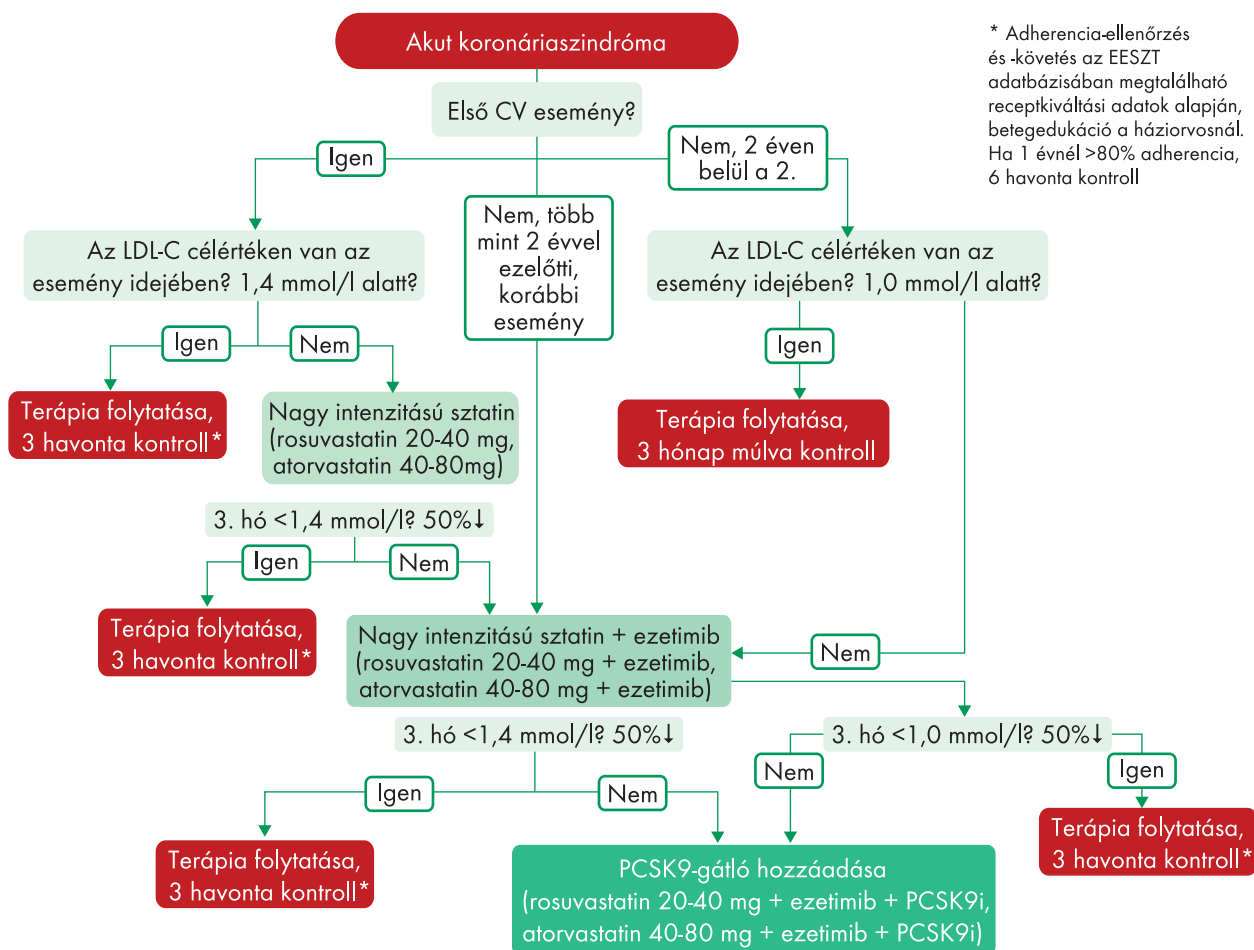 Akut koronáriaszindróma
* Adherencia-ellenőrzés
és -követés az EESZT
adatbázisában megtalálható
receptkiváltási adatok alapján,
betegedukáció a háziorvosnál.
Ha 1 évnél >80% adherencia,
6 havonta kontroll
Első CV esemény?
Igen
Nem, 2 éven
belül a 2.
Nem, több
mint 2 évvel
ezelőtti,
korábbi
esemény
Az LDL-C célértéken van az
esemény idejében? 1,4 mmol/l alatt?
Az LDL-C célértéken van az
esemény idejében? 1,0 mmol/l alatt?
Igen
Nem
Igen
Terápia folytatása,
3 havonta kontroll*
Nagy intenzitású sztatin
(rosuvastatin 20-40 mg,
atorvastatin 40-80mg)
Terápia folytatása,
3 hónap múlva kontroll
3. hó <1,4 mmol/l? 50%↓
Igen
Nem
Terápia folytatása,
3 havonta kontroll*
Nagy intenzitású sztatin + ezetimib
(rosuvastatin 20-40 mg + ezetimib,
atorvastatin 40-80 mg + ezetimib)
Nem
3. hó <1,4 mmol/l? 50%↓
3. hó <1,0 mmol/l? 50%↓
Igen
Nem
Nem
Igen
Terápia folytatása,
3 havonta kontroll*
PCSK9-gátló hozzáadása
(rosuvastatin 20-40 mg + ezetimib + PCSK9i,
atorvastatin 40-80 mg + ezetimib + PCSK9i)
Terápia folytatása,
3 havonta kontroll*